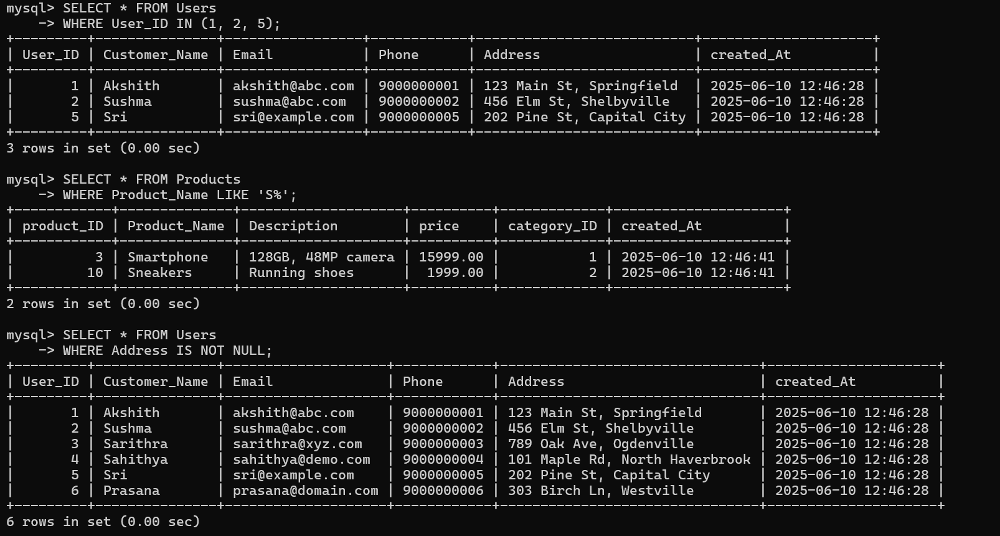 mysql> SELECT * FROM Users
    -> WHERE User_ID IN (1, 2, 5);
+---------+---------------+-----------------+------------+---------------------------+---------------------+
| User_ID | Customer_Name | Email           | Phone      | Address                   | created_At          |
+---------+---------------+-----------------+------------+---------------------------+---------------------+
|       1 | Akshith       | akshith@abc.com | 9000000001 | 123 Main St, Springfield  | 2025-06-10 12:46:28 |
|       2 | Sushma        | sushma@abc.com  | 9000000002 | 456 Elm St, Shelbyville   | 2025-06-10 12:46:28 |
|       5 | Sri           | sri@example.com | 9000000005 | 202 Pine St, Capital City | 2025-06-10 12:46:28 |
+---------+---------------+-----------------+------------+---------------------------+---------------------+
3 rows in set (0.00 sec)

mysql> SELECT * FROM Products
    -> WHERE Product_Name LIKE 'S%';
+------------+--------------+--------------------+----------+-------------+---------------------+
| product_ID | Product_Name | Description        | price    | category_ID | created_At          |
+------------+--------------+--------------------+----------+-------------+---------------------+
|          3 | Smartphone   | 128GB, 48MP camera | 15999.00 |           1 | 2025-06-10 12:46:41 |
|         10 | Sneakers     | Running shoes      |  1999.00 |           2 | 2025-06-10 12:46:41 |
+------------+--------------+--------------------+----------+-------------+---------------------+
2 rows in set (0.00 sec)

mysql> SELECT * FROM Users
    -> WHERE Address IS NOT NULL;
+---------+---------------+--------------------+------------+--------------------------------+---------------------+
| User_ID | Customer_Name | Email              | Phone      | Address                        | created_At          |
+---------+---------------+--------------------+------------+--------------------------------+---------------------+
|       1 | Akshith       | akshith@abc.com    | 9000000001 | 123 Main St, Springfield       | 2025-06-10 12:46:28 |
|       2 | Sushma        | sushma@abc.com     | 9000000002 | 456 Elm St, Shelbyville        | 2025-06-10 12:46:28 |
|       3 | Sarithra      | sarithra@xyz.com   | 9000000003 | 789 Oak Ave, Ogdenville        | 2025-06-10 12:46:28 |
|       4 | Sahithya      | sahithya@demo.com  | 9000000004 | 101 Maple Rd, North Haverbrook | 2025-06-10 12:46:28 |
|       5 | Sri           | sri@example.com    | 9000000005 | 202 Pine St, Capital City      | 2025-06-10 12:46:28 |
|       6 | Prasana       | prasana@domain.com | 9000000006 | 303 Birch Ln, Westville        | 2025-06-10 12:46:28 |
+---------+---------------+--------------------+------------+--------------------------------+---------------------+
6 rows in set (0.00 sec)